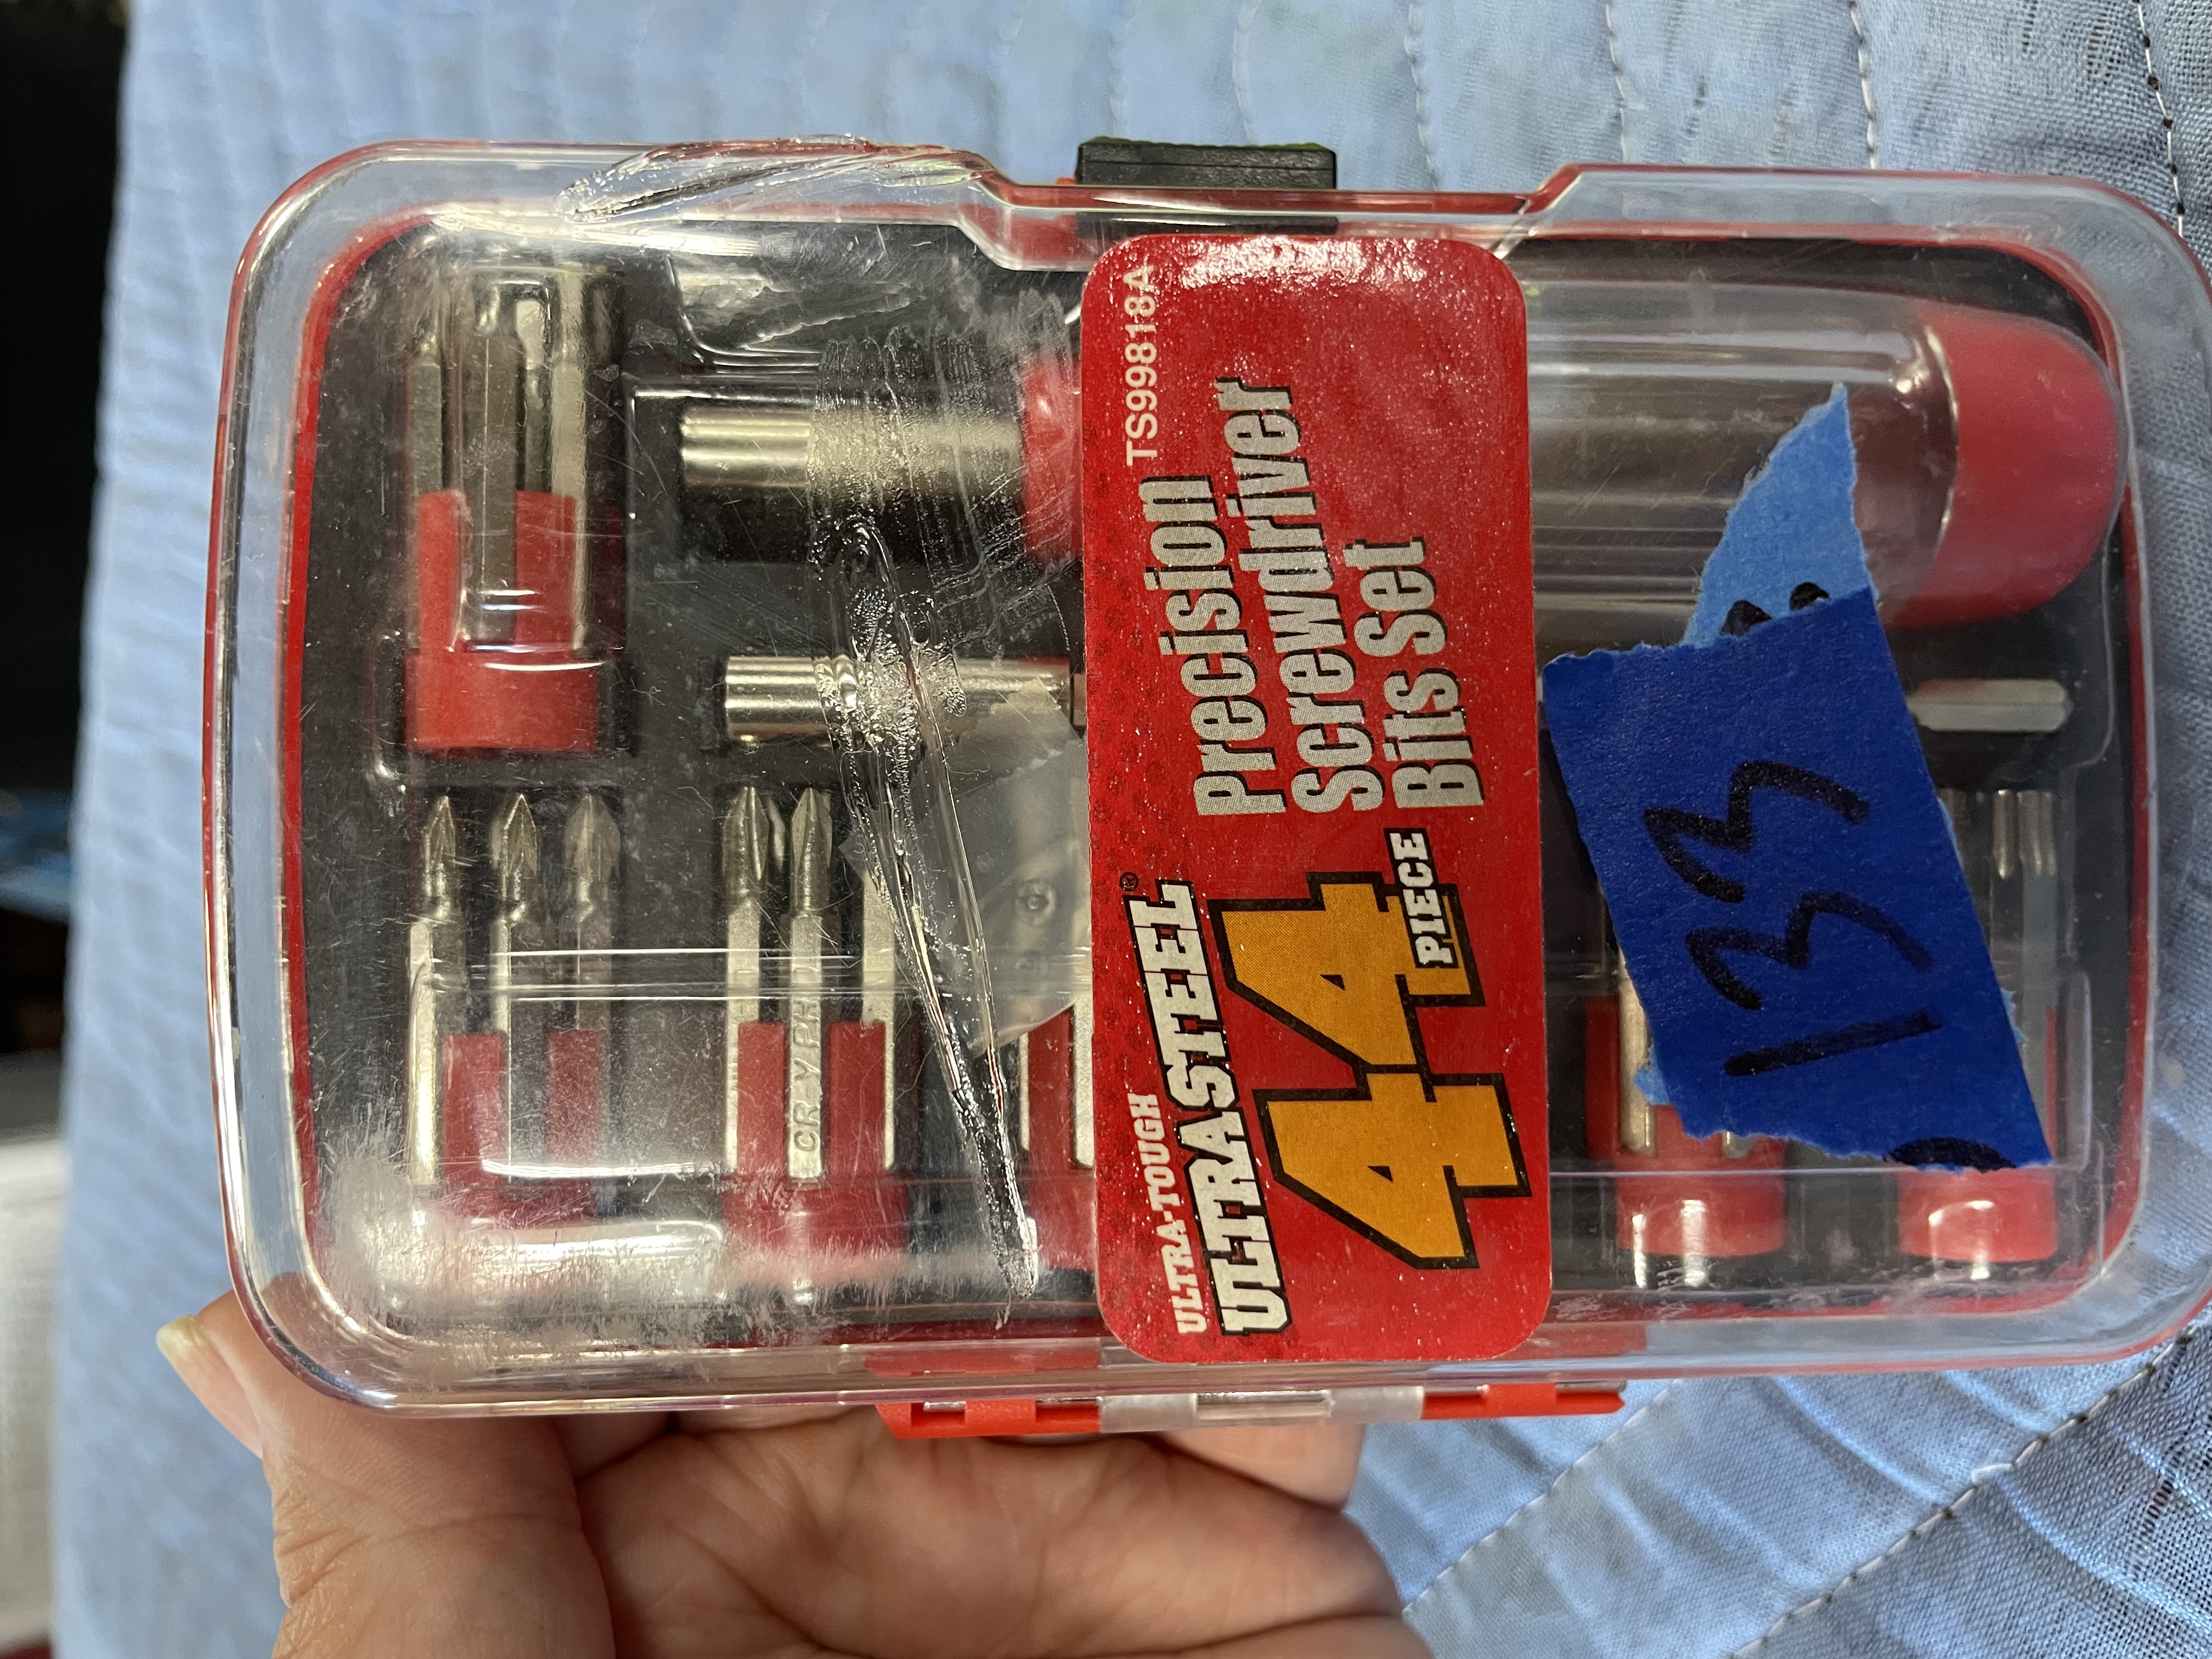 ULTRA-TOUGH
ULTRASTEEL®
44
PIECE
Precision
Screwdriver
Bits Set
TS99818A
133
CR-V PH